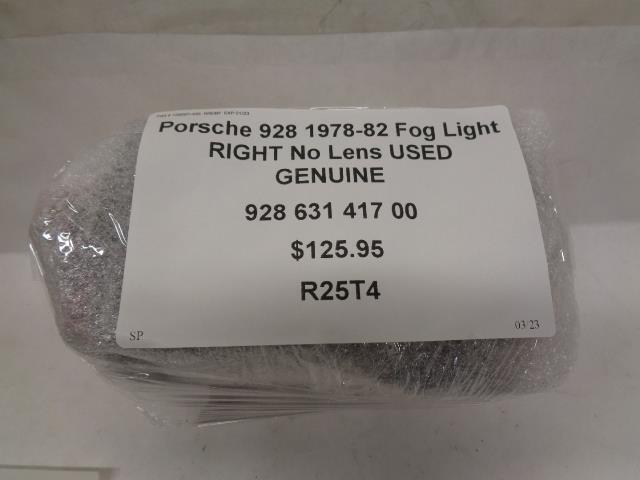 Porsche 928 1978-82 Fog Light
RIGHT No Lens USED
GENUINE
928 631 417 00
$125.95
R25T4
SP
03/23